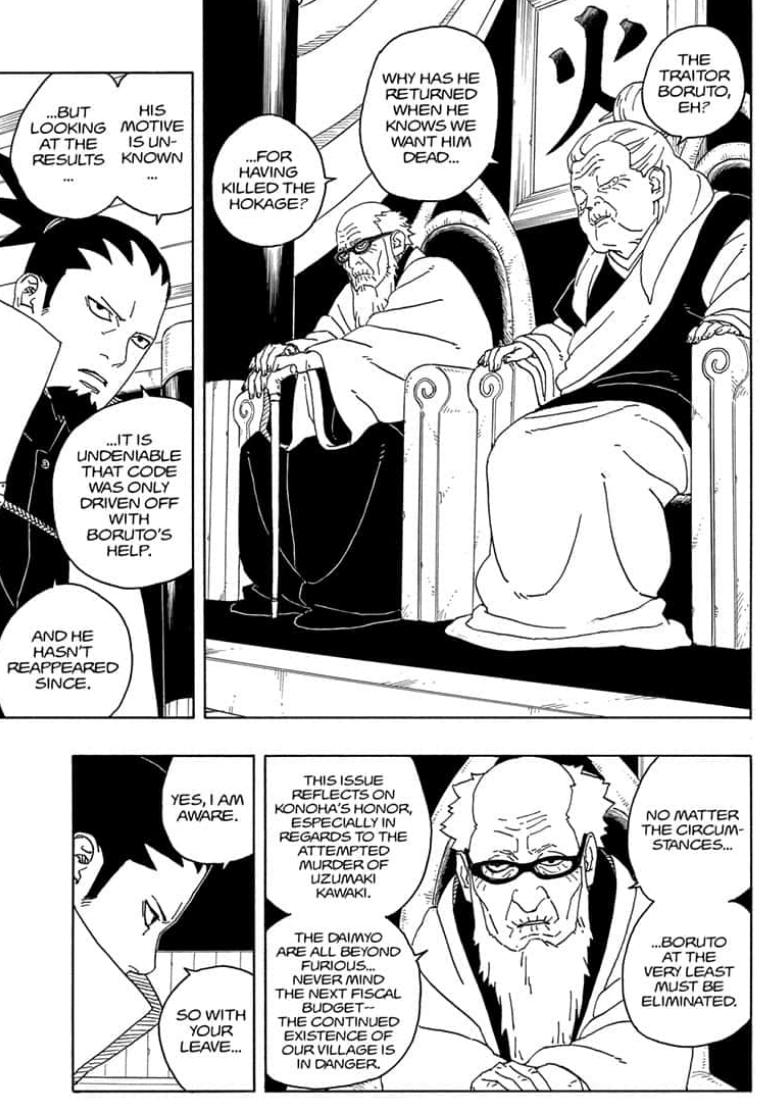 THE
TRAITOR
BORUTO,
EH?
火
WHY HAS HE
RETURNED
WHEN HE
KNOWS WE
WANT HIM
DEAD...
...FOR
HAVING
KILLED THE
HOKAGE?
HIS
MOTIVE
IS UN-
KNOWN
...
...BUT
LOOKING
AT THE
RESULTS
...
...IT IS
UNDENIABLE
THAT CODE
WAS ONLY
DRIVEN OFF
WITH
BORUTO'S
HELP.
AND HE
HASN'T
REAPPEARED
SINCE.
NO MATTER
THE CIRCUM-
STANCES...
...BORUTO
AT THE
VERY LEAST
MUST BE
ELIMINATED.
THIS ISSUE
REFLECTS ON
KONOHA'S HONOR,
ESPECIALLY IN
REGARDS TO THE
ATTEMPTED
MURDER OF
UZUMAKI
KAWAKI.
THE DAIMYO
ARE ALL BEYOND
FURIOUS...
NEVER MIND
THE NEXT FISCAL
BUDGET--
THE CONTINUED
EXISTENCE OF
OUR VILLAGE IS
IN DANGER.
YES, I AM
AWARE.
SO WITH
YOUR
LEAVE...